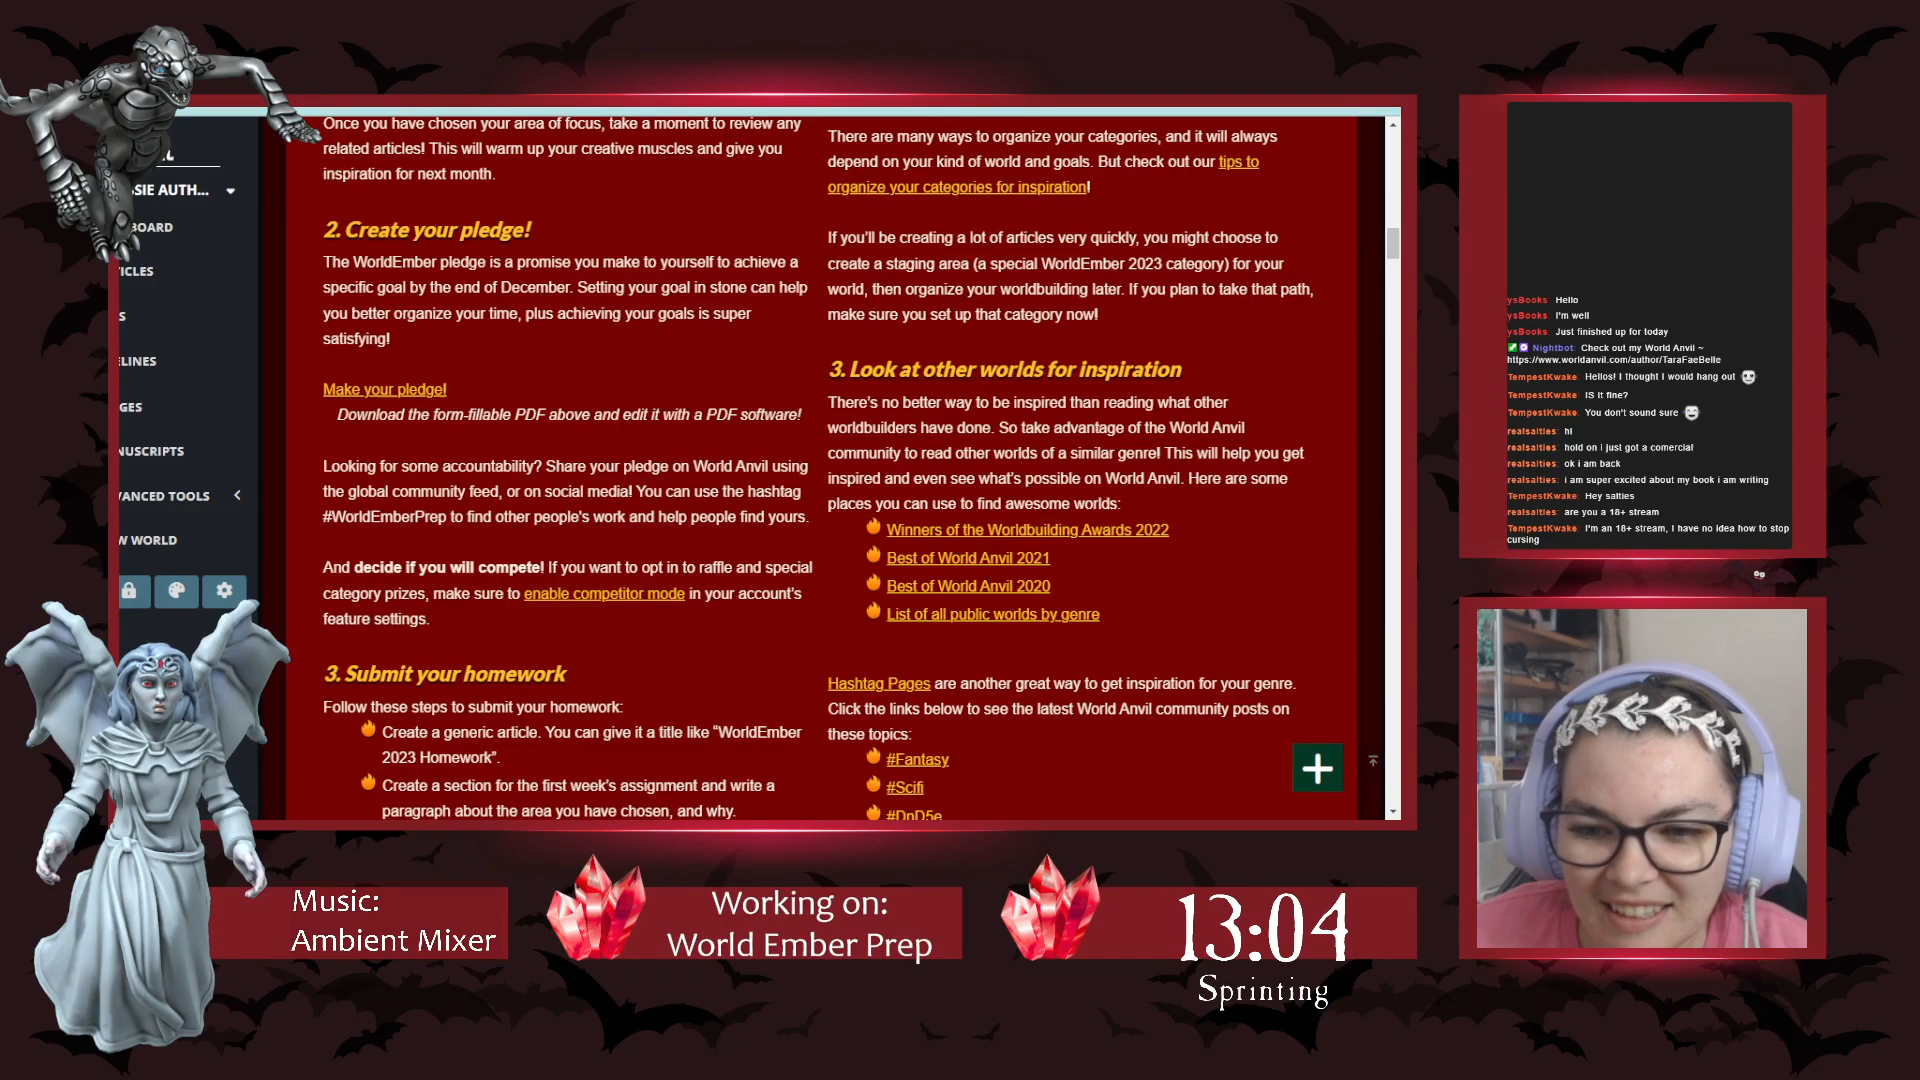 SIE AUTH...
BOARD
ICLES
S
ELINES
GES
NUSCRIPTS
VANCED TOOLS
W WORLD
Once you have chosen your area of focus, take a moment to review any
related articles! This will warm up your creative muscles and give you
inspiration for next month.
2. Create your pledge!
The WorldEmber pledge is a promise you make to yourself to achieve a
specific goal by the end of December. Setting your goal in stone can help
you better organize your time, plus achieving your goals is super
satisfying!
Make your pledge!
Download the form-fillable PDF above and edit it with a PDF software!
Looking for some accountability? Share your pledge on World Anvil using
the global community feed, or on social media! You can use the hashtag
#WorldEmberPrep to find other people's work and help people find yours.
And decide if you will compete! If you want to opt in to raffle and special
category prizes, make sure to enable competitor mode in your account's
feature settings.
3. Submit your homework
Follow these steps to submit your homework:
Create a generic article. You can give it a title like “WorldEmber
2023 Homework”.
Create a section for the first week's assignment and write a
paragraph about the area you have chosen, and why.
There are many ways to organize your categories, and it will always
depend on your kind of world and goals. But check out our tips to
organize your categories for inspiration!
If you'll be creating a lot of articles very quickly, you might choose to
create a staging area (a special WorldEmber 2023 category) for your
world, then organize your worldbuilding later. If you plan to take that path,
make sure you set up that category now!
3. Look at other worlds for inspiration
There's no better way to be inspired than reading what other
worldbuilders have done. So take advantage of the World Anvil
community to read other worlds of a similar genre! This will help you get
inspired and even see what's possible on World Anvil. Here are some
places you can use to find awesome worlds:
Winners of the Worldbuilding Awards 2022
Best of World Anvil 2021
Best of World Anvil 2020
List of all public worlds by genre
Hashtag Pages are another great way to get inspiration for your genre.
Click the links below to see the latest World Anvil community posts on
these topics:
#Fantasy
#Scifi
#DnD5e
ysBooks: Hello
ysBooks: I'm well
ysBooks: Just finished up for today
Nightbot: Check out my World Anvil ~
https://www.worldanvil.com/author/TaraFaeBelle
TempestKwake: Hellos! I thought I would hang out
TempestKwake: IS it fine?
TempestKwake: You don't sound sure
realsalties: hi
realsalties: hold on i just got a comercial
realsalties: ok i am back
realsalties: i am super excited about my book i am writing
TempestKwake: Hey salties
realsalties: are you a 18+ stream
TempestKwake: I'm an 18+ stream, I have no idea how to stop
cursing
Music:
Ambient Mixer
Working on:
World Ember Prep
13:04
Sprinting